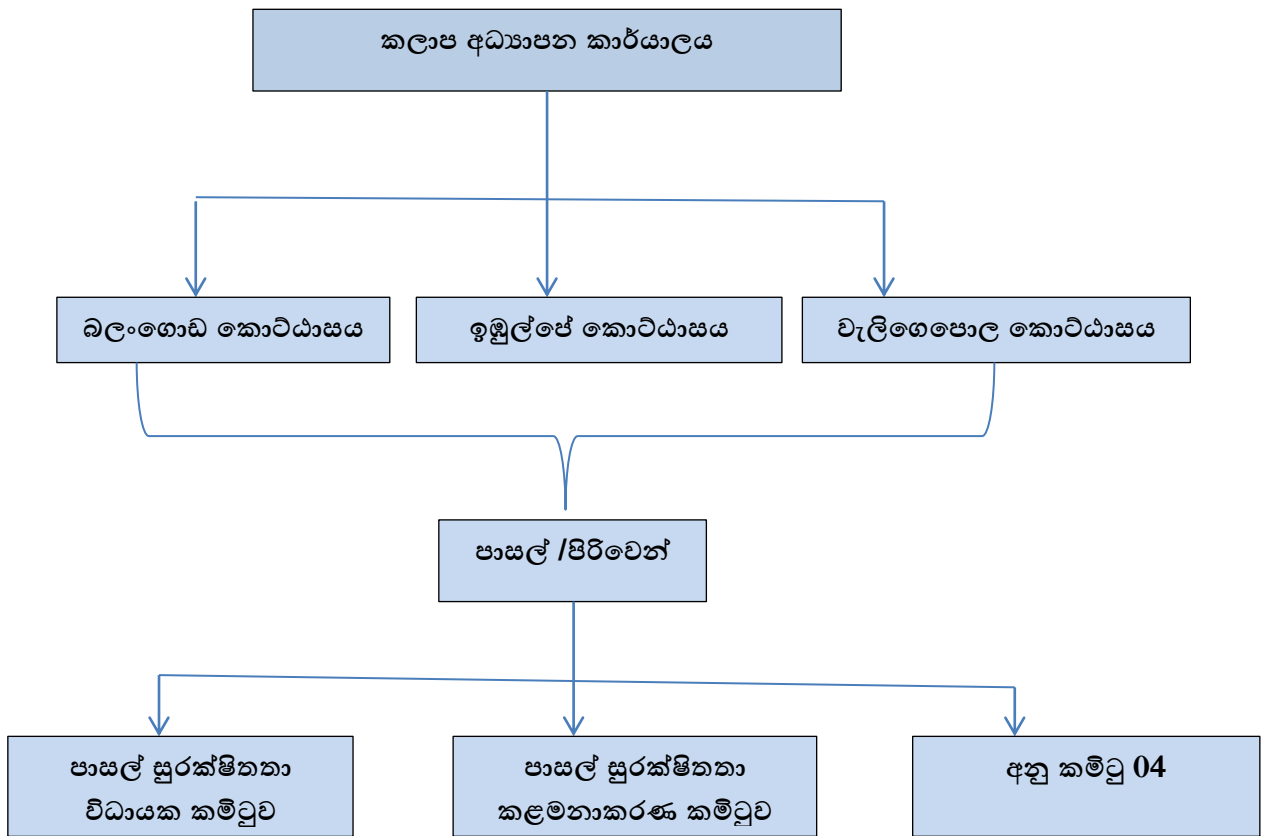 කලාප අධ්‍යාපන කාර්යාලය
බලංගොඩ කොට්ඨාසය
ඉඹුල්පේ කොට්ඨාසය
වැලිගෙපොල කොට්ඨාසය
පාසල් /පිරිවෙන්
පාසල් සුරක්ෂිතතා
විධායක කමිටුව
පාසල් සුරක්ෂිතතා
කළමනාකරණ කමිටුව
අනු කමිටු 04